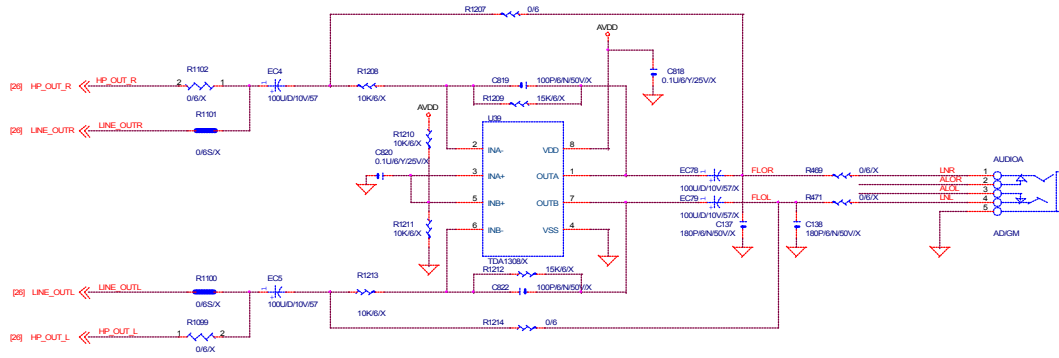 R1207 0/6
AVDD
R1102
[26] HP_OUT_R HP_OUT_R 2 1
0/6/X
EC4
1
100U/D/10V/57
R1208
10K/6/X
C819 100P/6/N/50V/X
R1209 15K/6/X
C818
0.1U/6/Y/25V/X
R1101
[26] LINE_OUTR LINE_OUTR
0/6S/X
AVDD
R1210
10K/6/X
C820
0.1U/6/Y/25V/X
R1211
10K/6/X
U39
2 INA- VDD 8
3 INA+ OUTA 1
5 INB+ OUTB 7
6 INB- VSS 4
TDA1308/X
EC78 1
100U/D/10V/57/X
FLOR
EC79 1
100U/D/10V/57/X
FLOL
R469 0/6/X
R471 0/6/X
C137
180P/6/N/50V/X
C138
180P/6/N/50V/X
AUDIOA
LNR 1
ALOR 2
ALOL 3
LNL 4
5
AD/GM
R1100
[26] LINE_OUTL LINE_OUTL
0/6S/X
EC5
1
100U/D/10V/57
R1213
10K/6/X
R1212 15K/6/X
C822 100P/6/N/50V/X
R1214 0/6
R1099
[26] HP_OUT_L HP_OUT_L 1 2
0/6/X